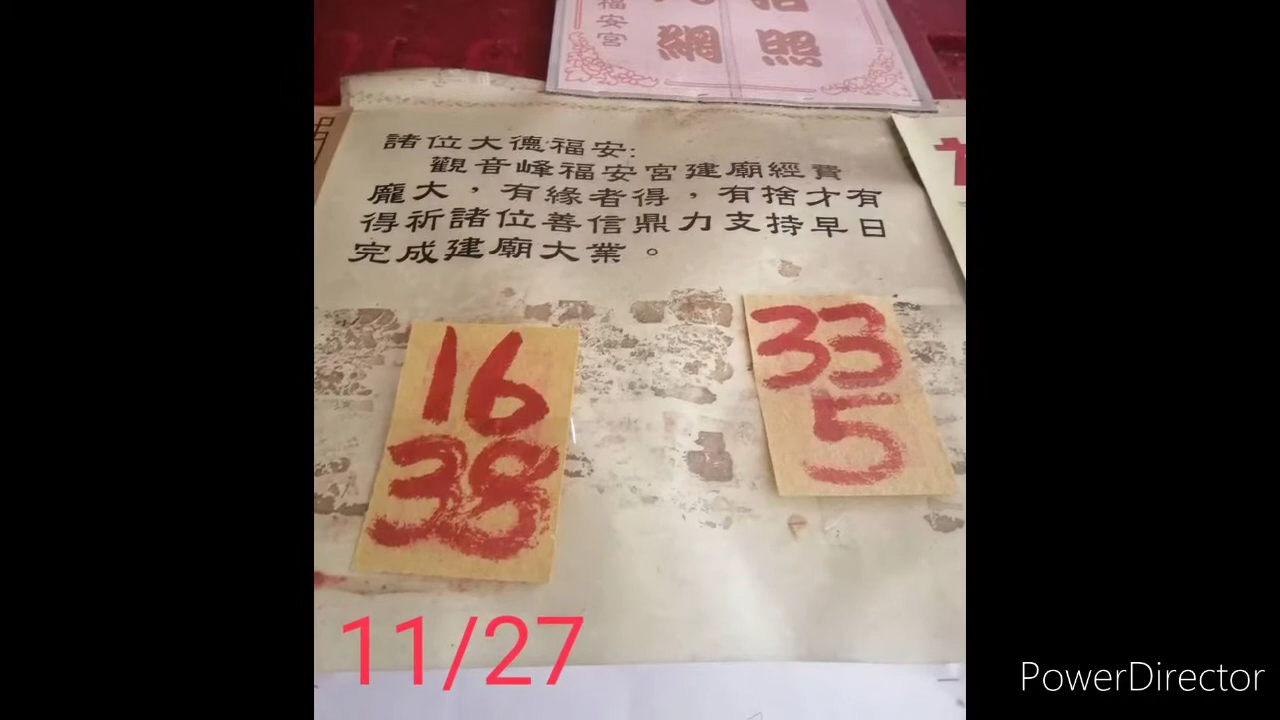 福安宮
網
照
諸位大德福安:
觀音峰福安宮建廟經費
龐大，有緣者得，有捨才有
得祈諸位善信鼎力支持早日
完成建廟大業。
16
38
33
5
11/27
PowerDirector